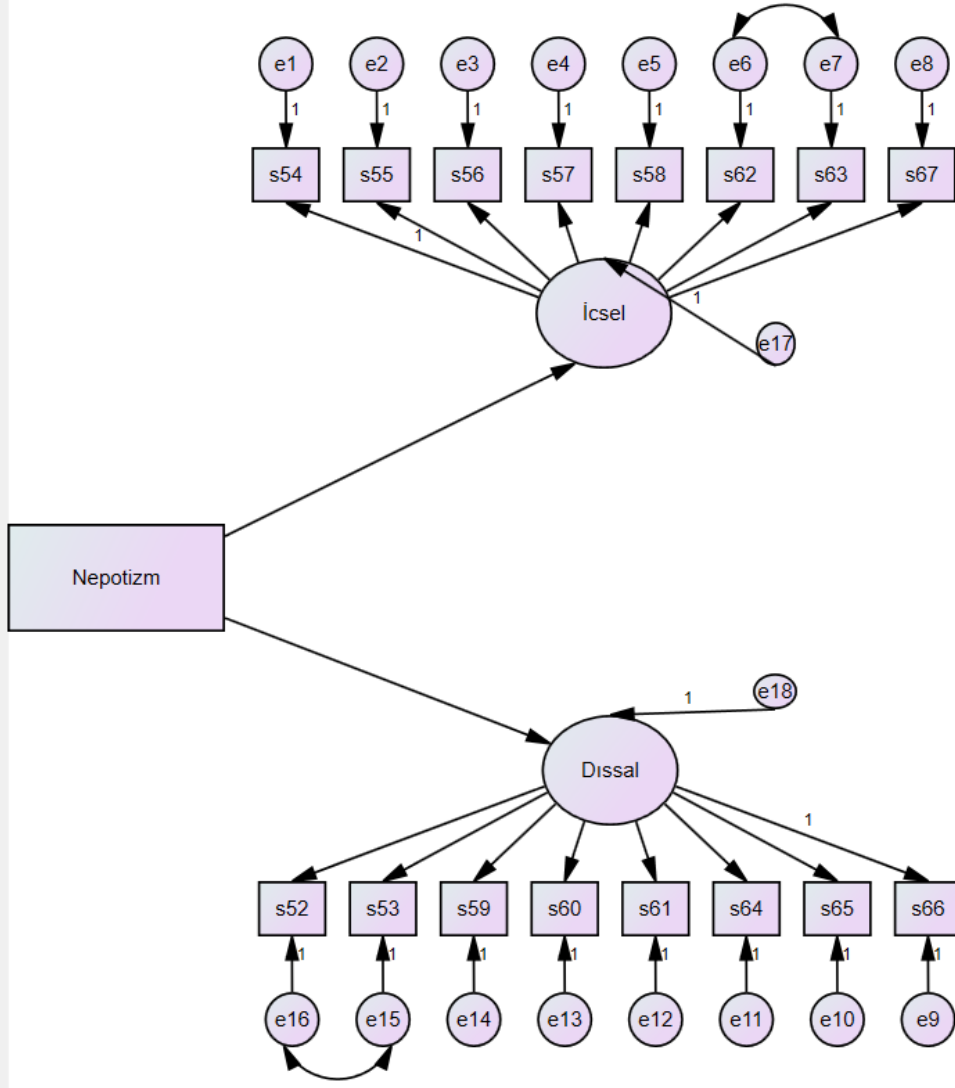 e1 e2 e3 e4 e5 e6 e7 e8
1 1 1 1 1 1 1 1
s54 s55 s56 s57 s58 s62 s63 s67
1
1
İcsel
e17
Nepotizm
e18
1
Dıssal
1
s52 s53 s59 s60 s61 s64 s65 s66
1 1 1 1 1 1 1 1
e16 e15 e14 e13 e12 e11 e10 e9